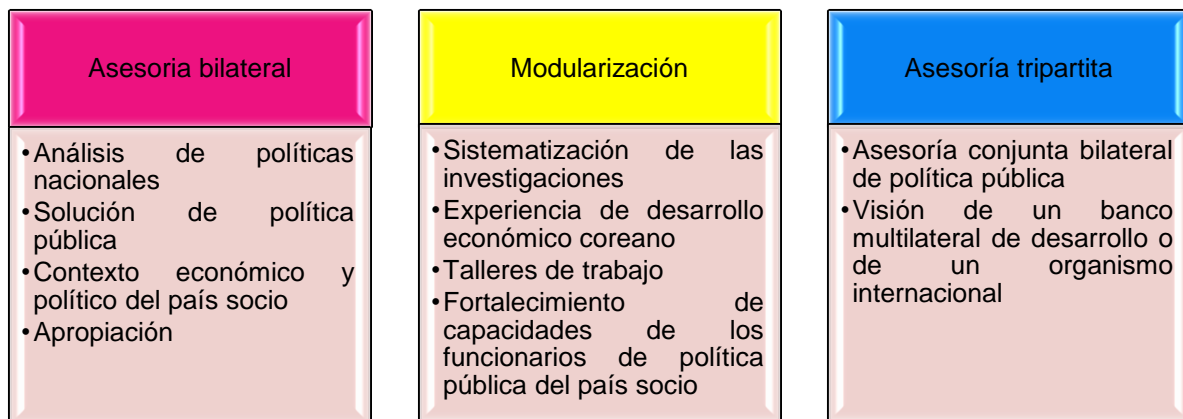 Asesoria bilateral
•Análisis de políticas
nacionales
•Solución de política
pública
•Contexto económico y
político del país socio
•Apropiación
Modularización
•Sistematización de las
investigaciones
•Experiencia de desarrollo
económico coreano
•Talleres de trabajo
•Fortalecimiento de
capacidades de los
funcionarios de política
pública del país socio
Asesoría tripartita
•Asesoría conjunta bilateral
de política pública
•Visión de un banco
multilateral de desarrollo o
de un organismo
internacional